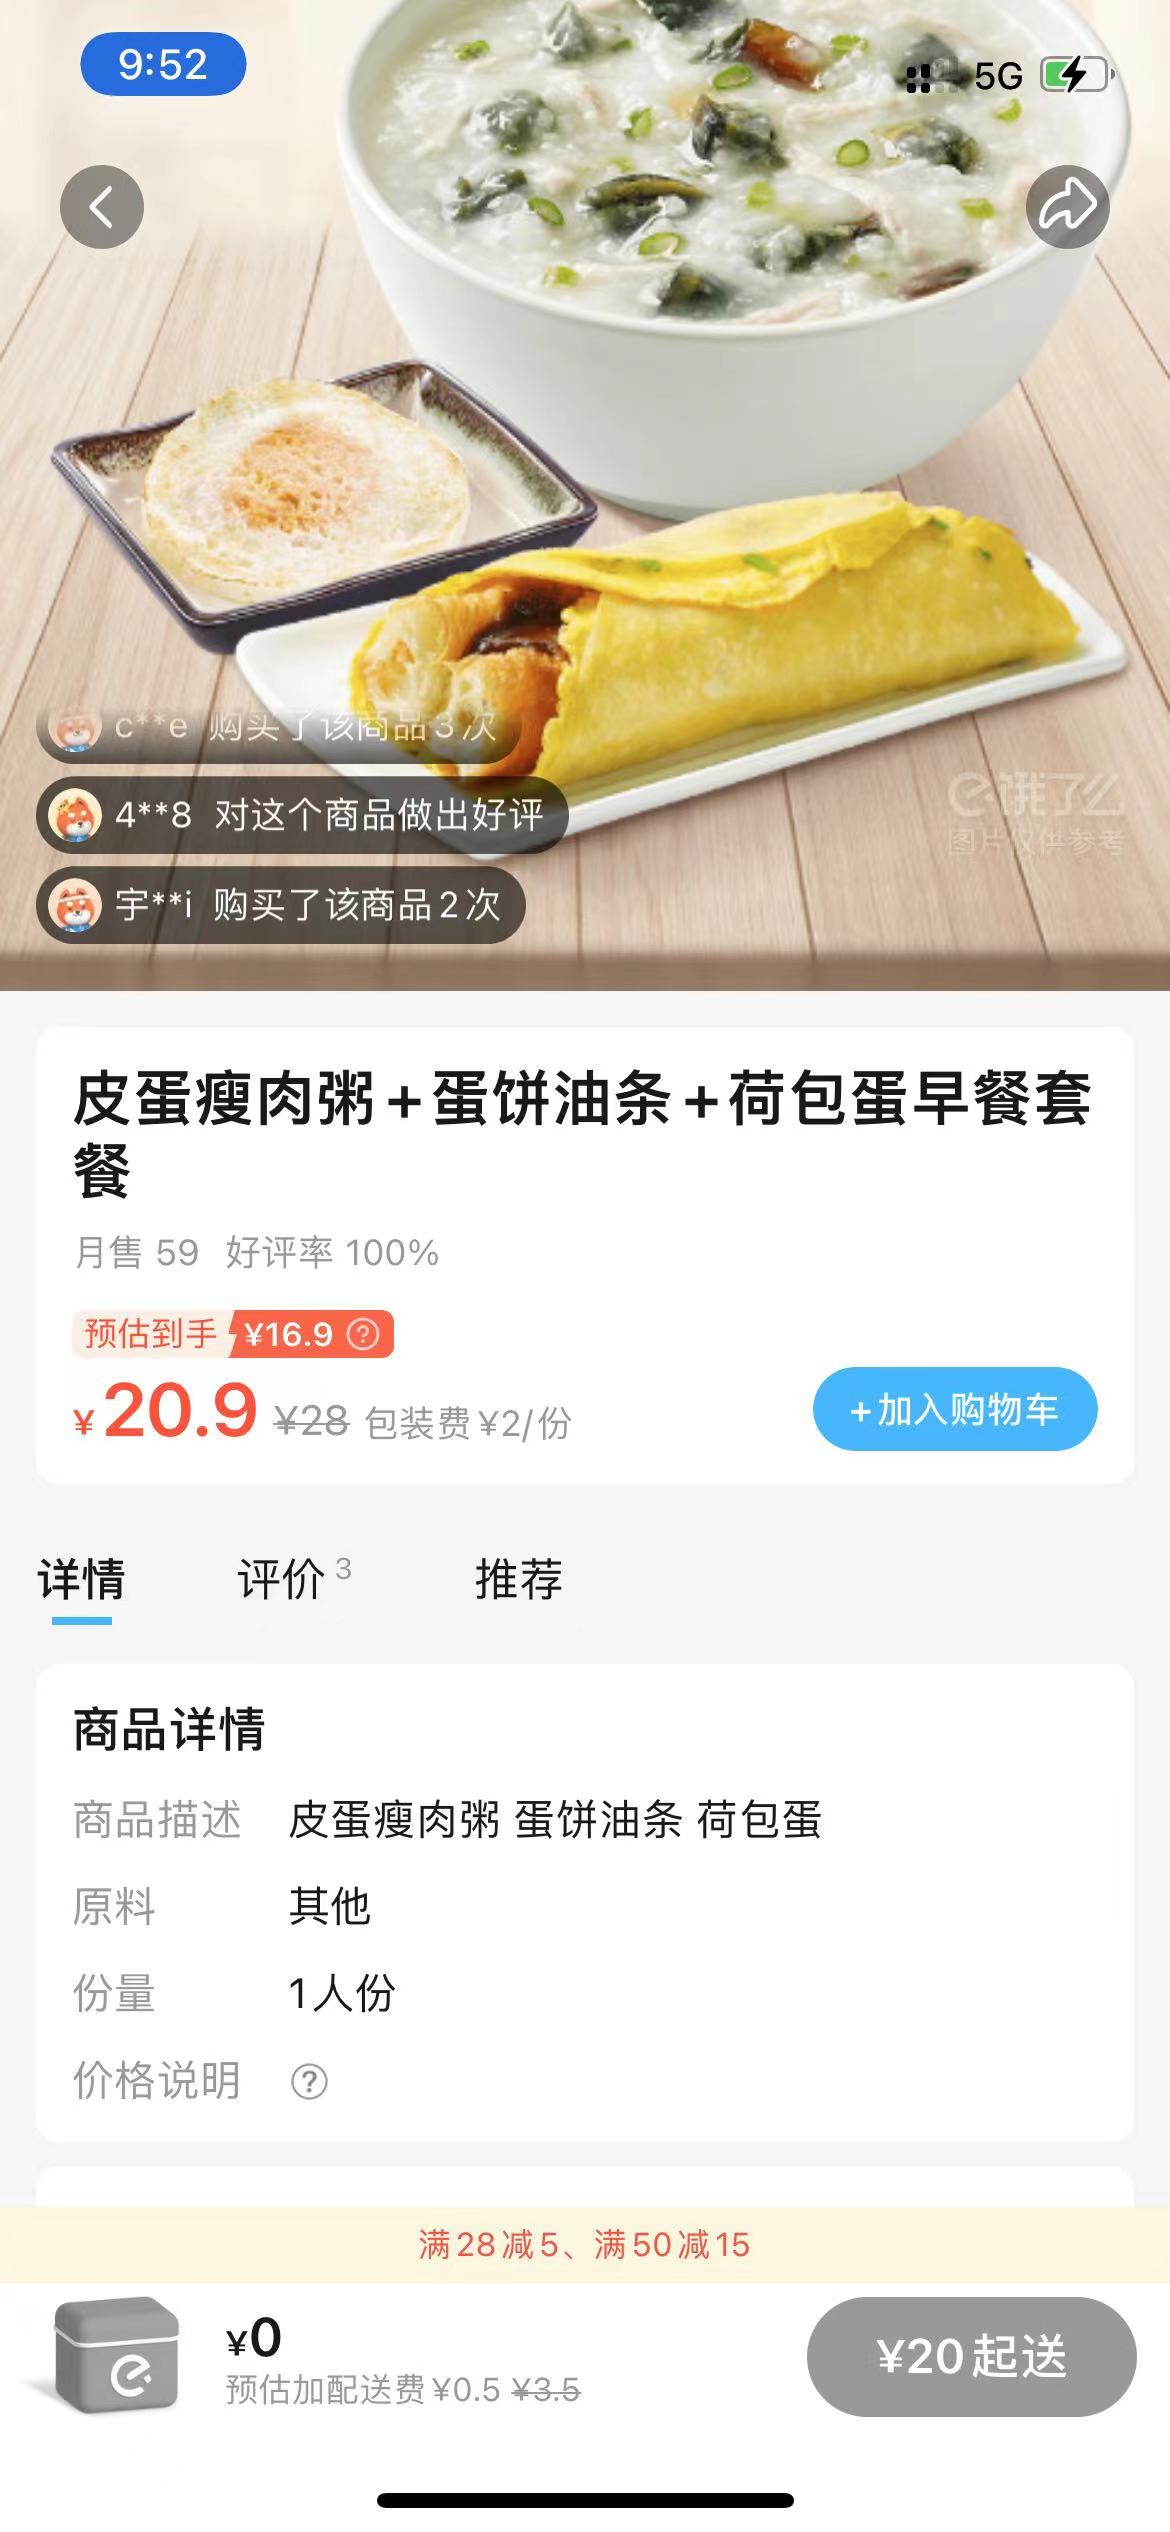 9:52
5G
c**e 购买了该商品3次
4**8 对这个商品做出好评
饿了么
图片仅供参考
宇**i 购买了该商品2次
皮蛋瘦肉粥+蛋饼油条+荷包蛋早餐套
餐
月售 59 好评率 100%
预估到手 ¥16.9 ?
¥20.9 ¥28 包装费¥2/份
+加入购物车
详情 评价 3 推荐
商品详情
商品描述 皮蛋瘦肉粥 蛋饼油条 荷包蛋
原料 其他
份量 1人份
价格说明 ?
满28减5、满50减15
¥0
预估加配送费¥0.5 ¥3.5
¥20起送